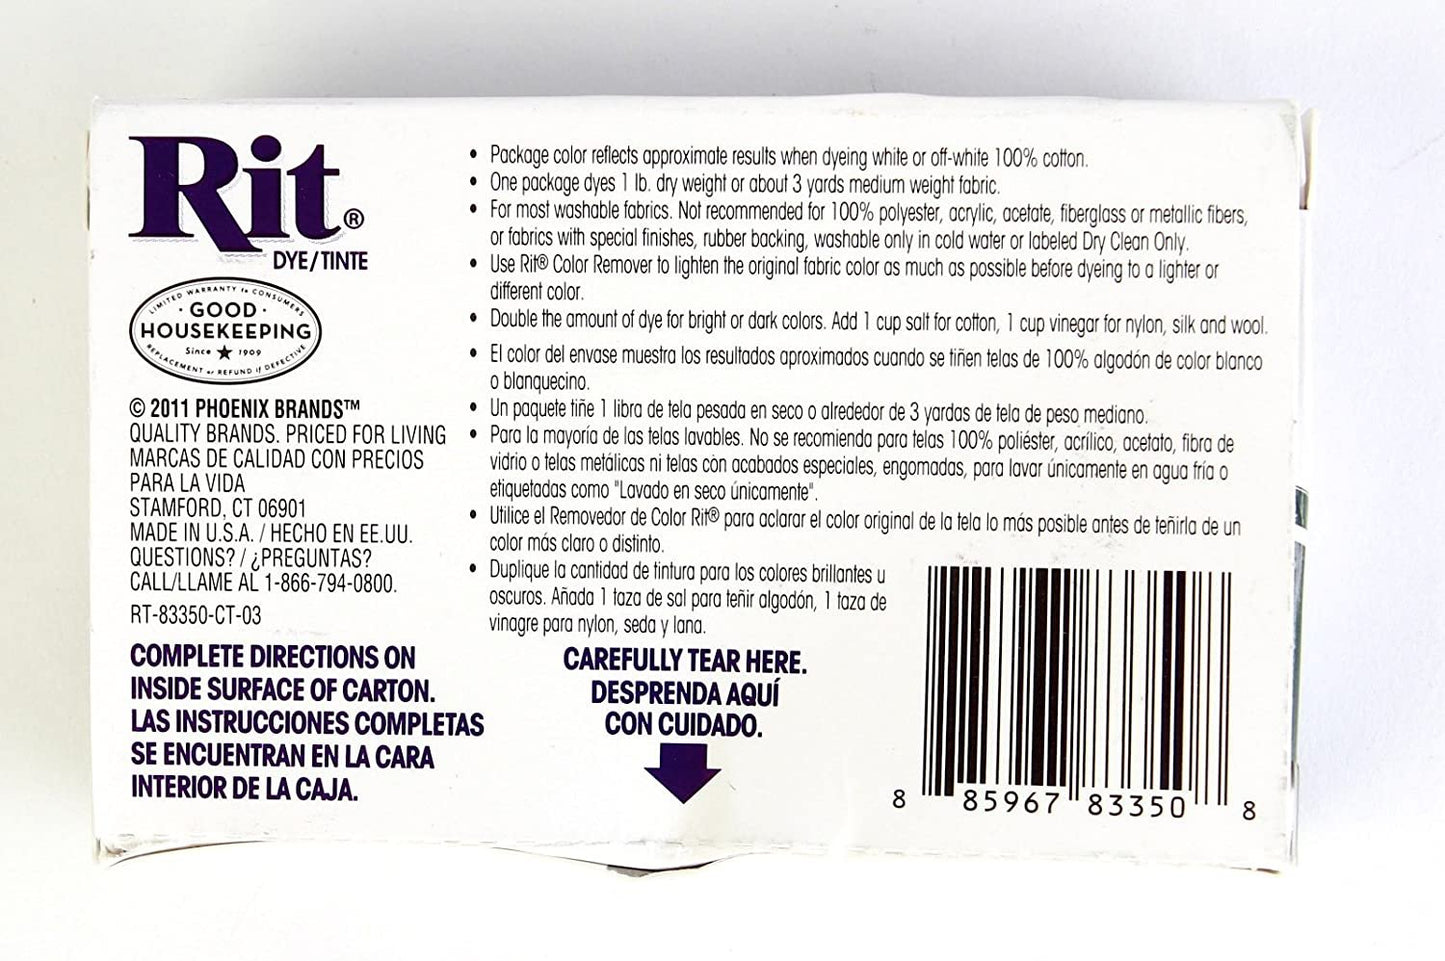 Rit®
DYE/TINTE
LIMITED WARRANTY to CONSUMERS
· GOOD ·
HOUSEKEEPING
Since ★ 1909
REPLACEMENT or REFUND if DEFECTIVE
© 2011 PHOENIX BRANDS™
QUALITY BRANDS. PRICED FOR LIVING
MARCAS DE CALIDAD CON PRECIOS
PARA LA VIDA
STAMFORD, CT 06901
MADE IN U.S.A. / HECHO EN EE.UU.
QUESTIONS? / ¿PREGUNTAS?
CALL/LLAME AL 1-866-794-0800.
RT-83350-CT-03
COMPLETE DIRECTIONS ON
INSIDE SURFACE OF CARTON.
LAS INSTRUCCIONES COMPLETAS
SE ENCUENTRAN EN LA CARA
INTERIOR DE LA CAJA.
• Package color reflects approximate results when dyeing white or off-white 100% cotton.
• One package dyes 1 lb. dry weight or about 3 yards medium weight fabric.
• For most washable fabrics. Not recommended for 100% polyester, acrylic, acetate, fiberglass or metallic fibers,
or fabrics with special finishes, rubber backing, washable only in cold water or labeled Dry Clean Only.
• Use Rit® Color Remover to lighten the original fabric color as much as possible before dyeing to a lighter or
different color.
• Double the amount of dye for bright or dark colors. Add 1 cup salt for cotton, 1 cup vinegar for nylon, silk and wool.
• El color del envase muestra los resultados aproximados cuando se tiñen telas de 100% algodón de color blanco
o blanquecino.
• Un paquete tiñe 1 libra de tela pesada en seco o alrededor de 3 yardas de tela de peso mediano.
• Para la mayoría de las telas lavables. No se recomienda para telas 100% poliéster, acrílico, acetato, fibra de
vidrio o telas metálicas ni telas còn acabados especiales, engomadas, para lavar únicamente en agua fría o
etiquetadas como "Lavado en seco únicamente".
• Utilice el Removedor de Color Rit® para aclarar el color original de la tela lo más posible antes de teñirla de un
color más claro o distinto.
• Duplique la cantidad de tintura para los colores brillantes u
oscuros. Añada 1 taza de sal para teñir algodón, 1 taza de
vinagre para nylon, seda y lana.
CAREFULLY TEAR HERE.
DESPRENDA AQUÍ
CON CUIDADO.
8 85967 83350 8